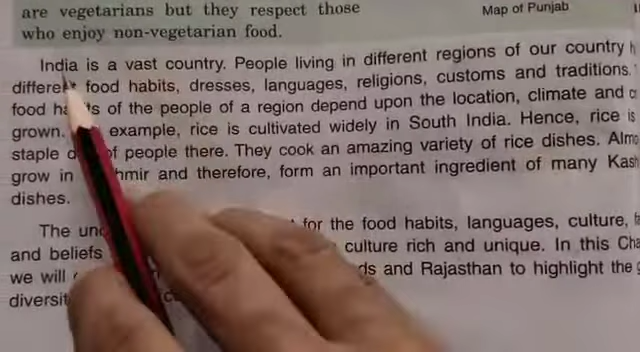 are vegetarians but they respect those
who enjoy non-vegetarian food.
Map of Punjab
India is a vast country. People living in different regions of our country
different food habits, dresses, languages, religions, customs and traditions.
food habits of the people of a region depend upon the location, climate and
grown. example, rice is cultivated widely in South India. Hence, rice is
staple of people there. They cook an amazing variety of rice dishes.
grow in and therefore, form an important ingredient of many
dishes.
The for the food habits, languages, culture,
and beliefs culture rich and unique. In this
we will and Rajasthan to highlight the